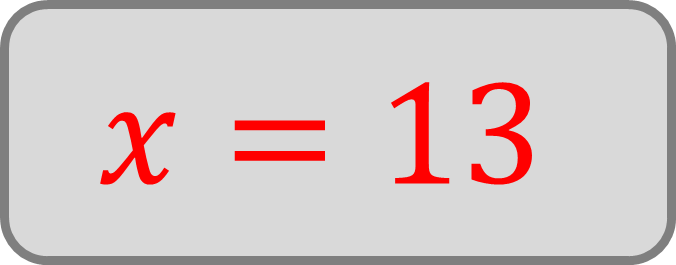 x = 13